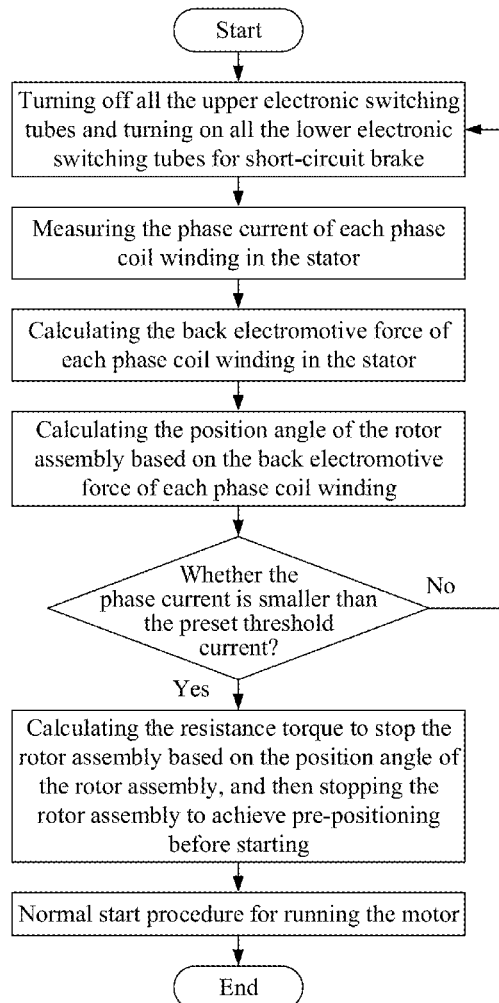 Start
Turning off all the upper electronic switching
tubes and turning on all the lower electronic
switching tubes for short-circuit brake
Measuring the phase current of each phase
coil winding in the stator
Calculating the back electromotive force of
each phase coil winding in the stator
Calculating the position angle of the rotor
assembly based on the back electromotive
force of each phase coil winding
Whether the
phase current is smaller than
the preset threshold
current?
No
Yes
Calculating the resistance torque to stop the
rotor assembly based on the position angle of
the rotor assembly, and then stopping the
rotor assembly to achieve pre-positioning
before starting
Normal start procedure for running the motor
End